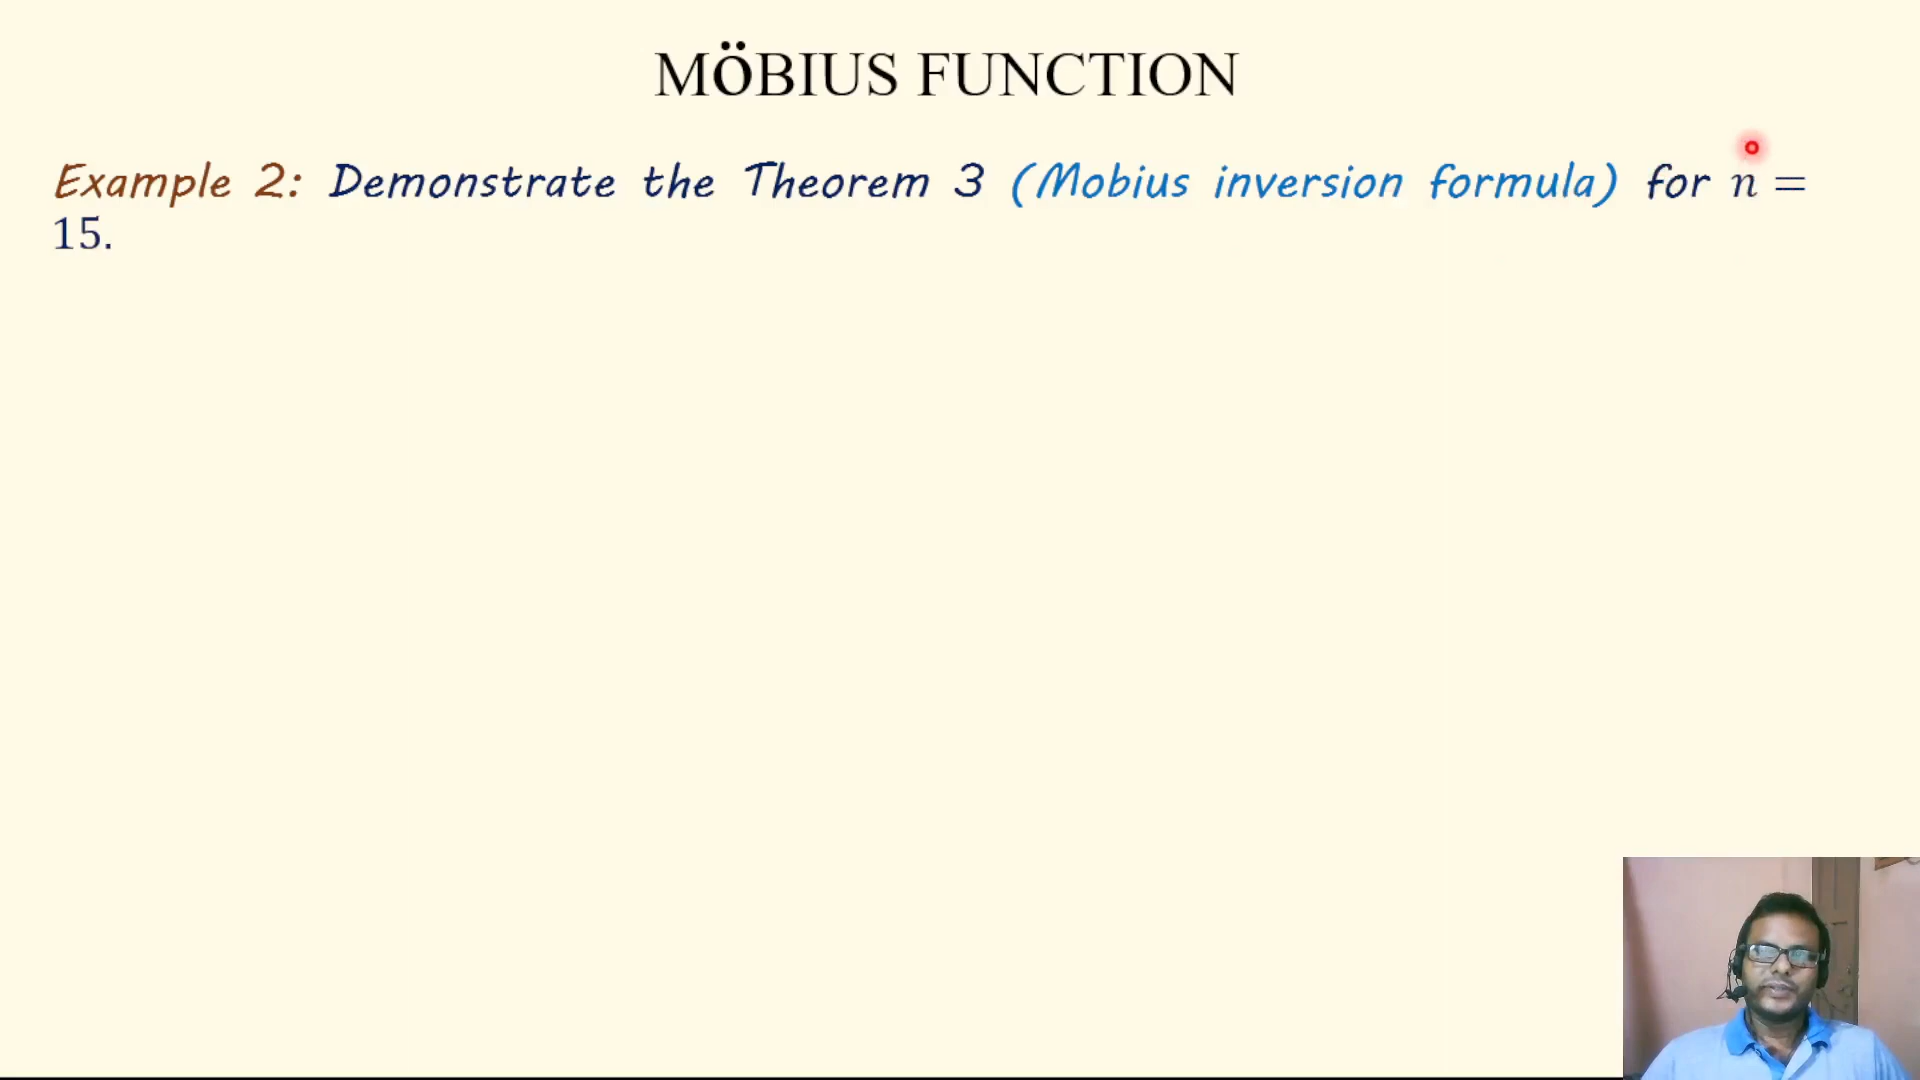 MÖBIUS FUNCTION
Example 2: Demonstrate the Theorem 3 (Mobius inversion formula) for n =
15.